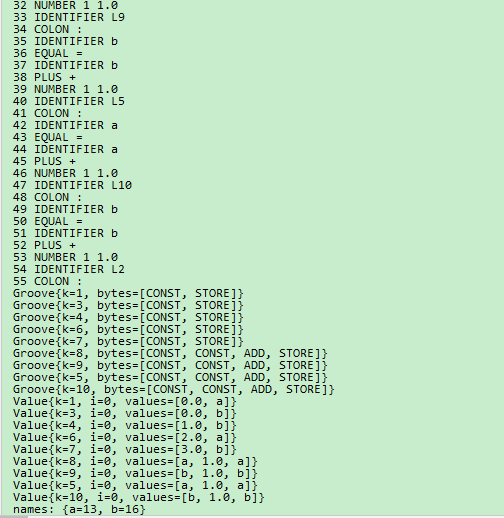 32 NUMBER 1 1.0
33 IDENTIFIER L9
34 COLON :
35 IDENTIFIER b
36 EQUAL =
37 IDENTIFIER b
38 PLUS +
39 NUMBER 1 1.0
40 IDENTIFIER L5
41 COLON :
42 IDENTIFIER a
43 EQUAL =
44 IDENTIFIER a
45 PLUS +
46 NUMBER 1 1.0
47 IDENTIFIER L10
48 COLON :
49 IDENTIFIER b
50 EQUAL =
51 IDENTIFIER b
52 PLUS +
53 NUMBER 1 1.0
54 IDENTIFIER L2
55 COLON :
Groove{k=1, bytes=[CONST, STORE]}
Groove{k=3, bytes=[CONST, STORE]}
Groove{k=4, bytes=[CONST, STORE]}
Groove{k=6, bytes=[CONST, STORE]}
Groove{k=7, bytes=[CONST, STORE]}
Groove{k=8, bytes=[CONST, CONST, ADD, STORE]}
Groove{k=9, bytes=[CONST, CONST, ADD, STORE]}
Groove{k=5, bytes=[CONST, CONST, ADD, STORE]}
Groove{k=10, bytes=[CONST, CONST, ADD, STORE]}
Value{k=1, i=0, values=[0.0, a]}
Value{k=3, i=0, values=[0.0, b]}
Value{k=4, i=0, values=[1.0, b]}
Value{k=6, i=0, values=[2.0, a]}
Value{k=7, i=0, values=[3.0, b]}
Value{k=8, i=0, values=[a, 1.0, a]}
Value{k=9, i=0, values=[b, 1.0, b]}
Value{k=5, i=0, values=[a, 1.0, a]}
Value{k=10, i=0, values=[b, 1.0, b]}
names: {a=13, b=16}